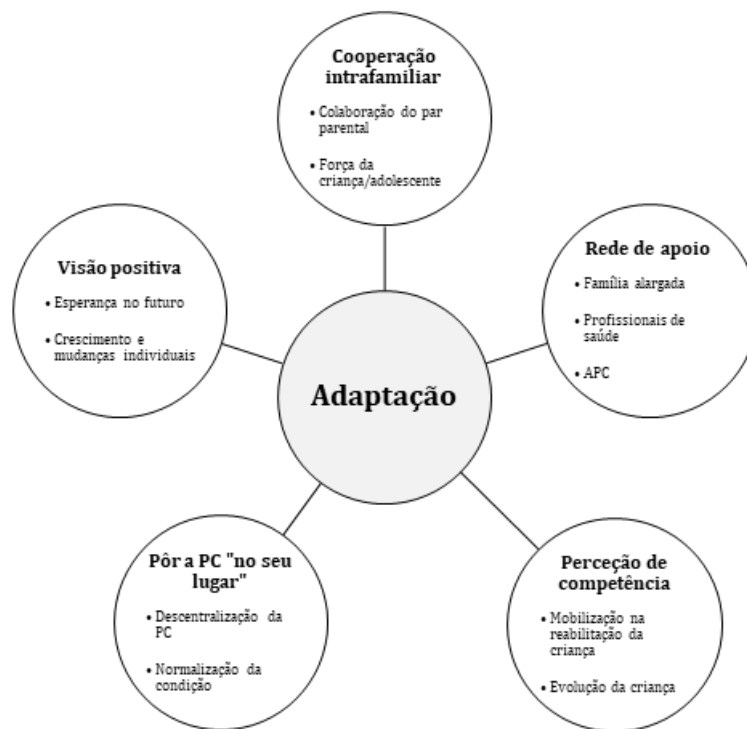 Cooperação
intrafamiliar
• Colaboração do par
parental
• Força da
criança/adolescente
Visão positiva
• Esperança no futuro
• Crescimento e
mudanças individuais
Rede de apoio
• Família alargada
• Profissionais de
saúde
• APC
Adaptação
Pôr a PC "no seu
lugar"
• Descentralização da
PC
• Normalização da
condição
Perceção de
competência
• Mobilização na
reabilitação da
criança
• Evolução da criança